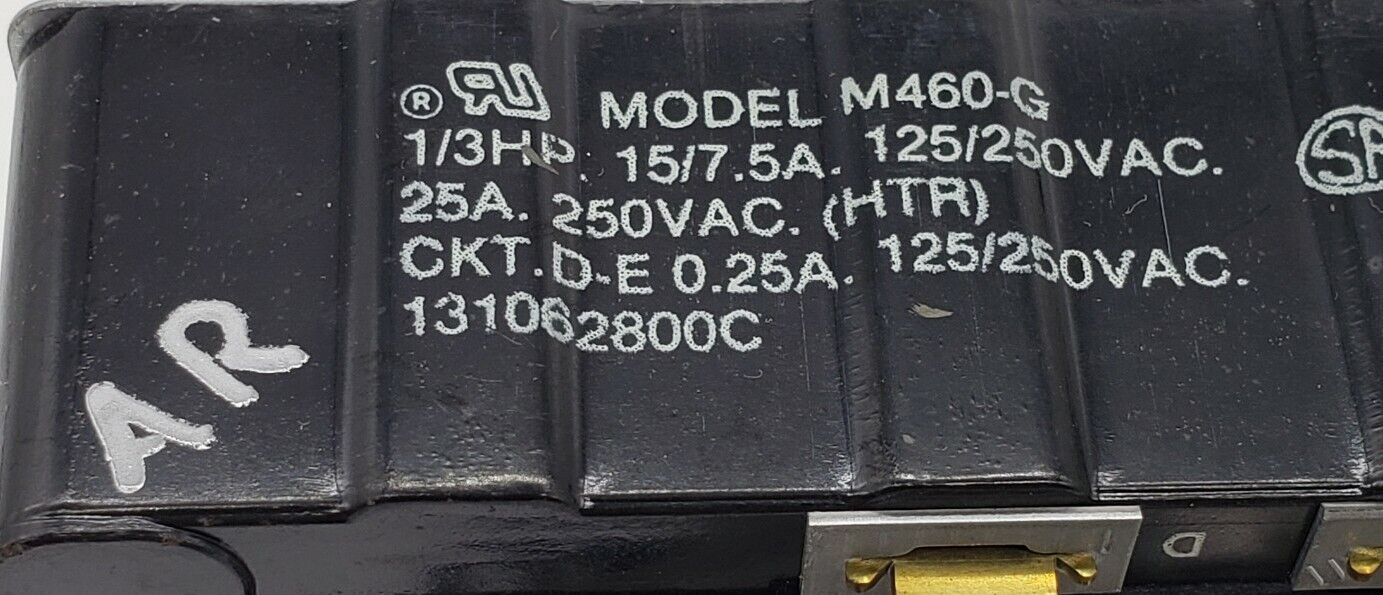 ® RU MODEL M460-G
1/3HP. 15/7.5A. 125/250VAC.
25A. 250VAC. (HTR)
CKT. D-E 0.25A. 125/250VAC.
131062800C
AR
D